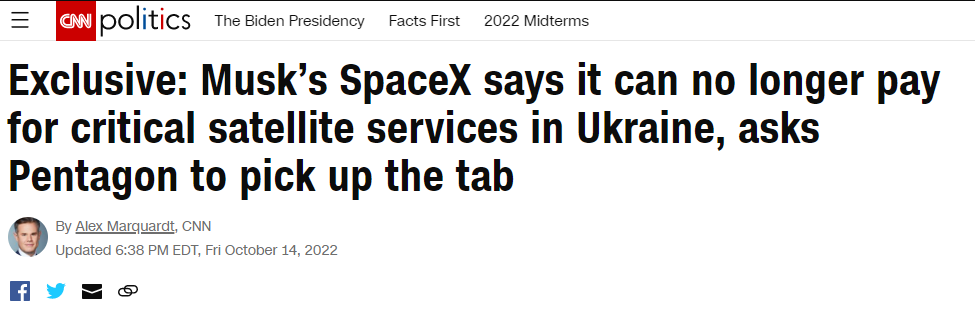 CNN politics The Biden Presidency Facts First 2022 Midterms
Exclusive: Musk’s SpaceX says it can no longer pay
for critical satellite services in Ukraine, asks
Pentagon to pick up the tab
By Alex Marquardt, CNN
Updated 6:38 PM EDT, Fri October 14, 2022